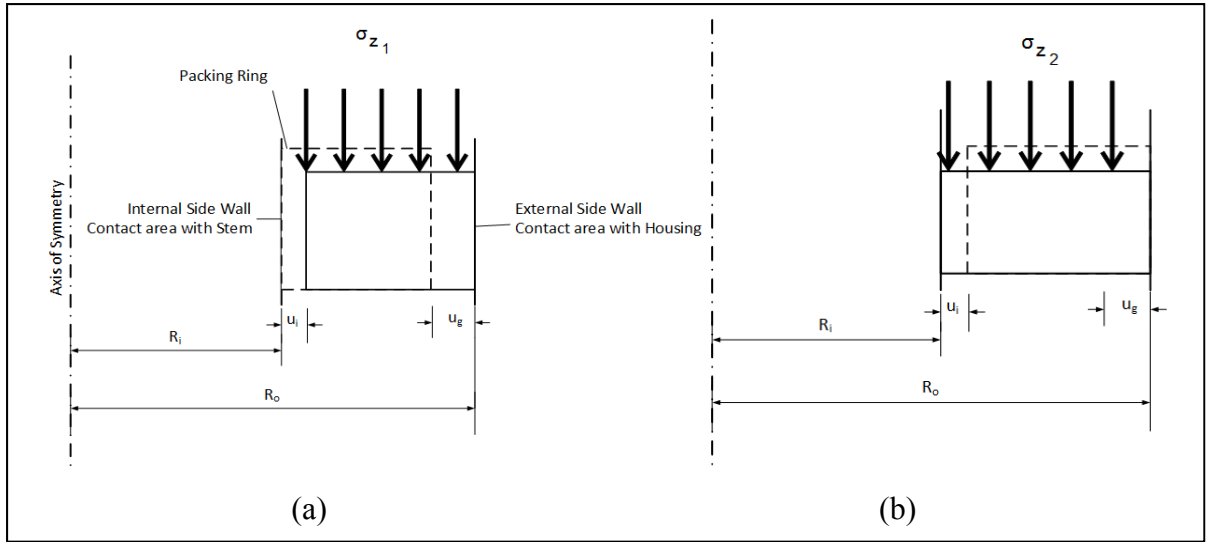 σz1
Packing Ring
Axis of Symmetry
Internal Side Wall
Contact area with Stem
External Side Wall
Contact area with Housing
ui
ug
Ri
Ro
(a)
σz2
ui
ug
Ri
Ro
(b)